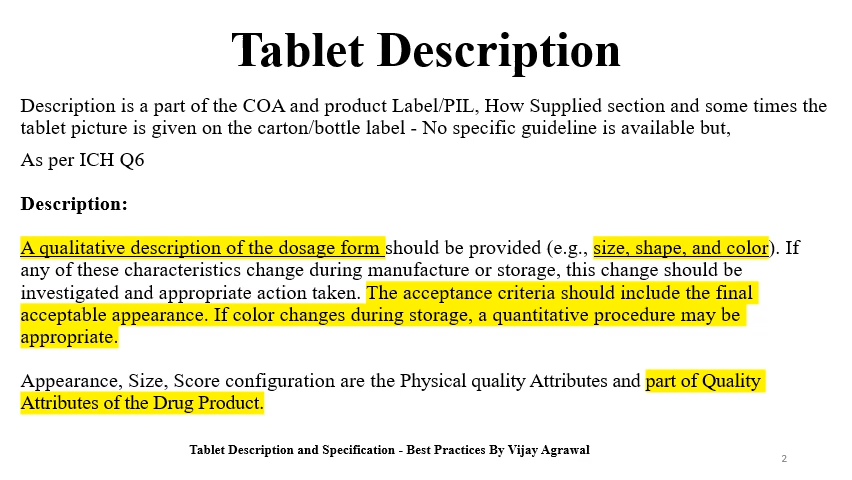 Tablet Description
Description is a part of the COA and product Label/PIL, How Supplied section and some times the
tablet picture is given on the carton/bottle label - No specific guideline is available but,
As per ICH Q6
Description:
A qualitative description of the dosage form should be provided (e.g., size, shape, and color). If
any of these characteristics change during manufacture or storage, this change should be
investigated and appropriate action taken. The acceptance criteria should include the final
acceptable appearance. If color changes during storage, a quantitative procedure may be
appropriate.
Appearance, Size, Score configuration are the Physical quality Attributes and part of Quality
Attributes of the Drug Product.
Tablet Description and Specification - Best Practices By Vijay Agrawal
2